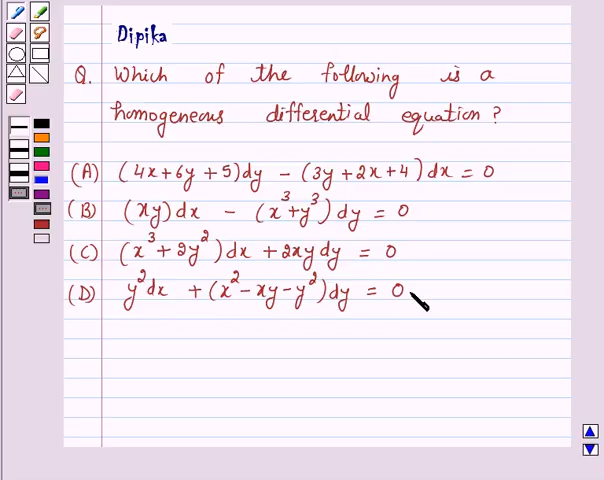 Dipika
Q. Which of the following is a
homogeneous differential equation?
(A) (4x+6y+5)dy - (3y+2x+4)dx = 0
(B) (xy)dx - (x³+y³)dy = 0
(C) (x³+2y²)dx + 2xy dy = 0
(D) y²dx + (x²-xy-y²)dy = 0